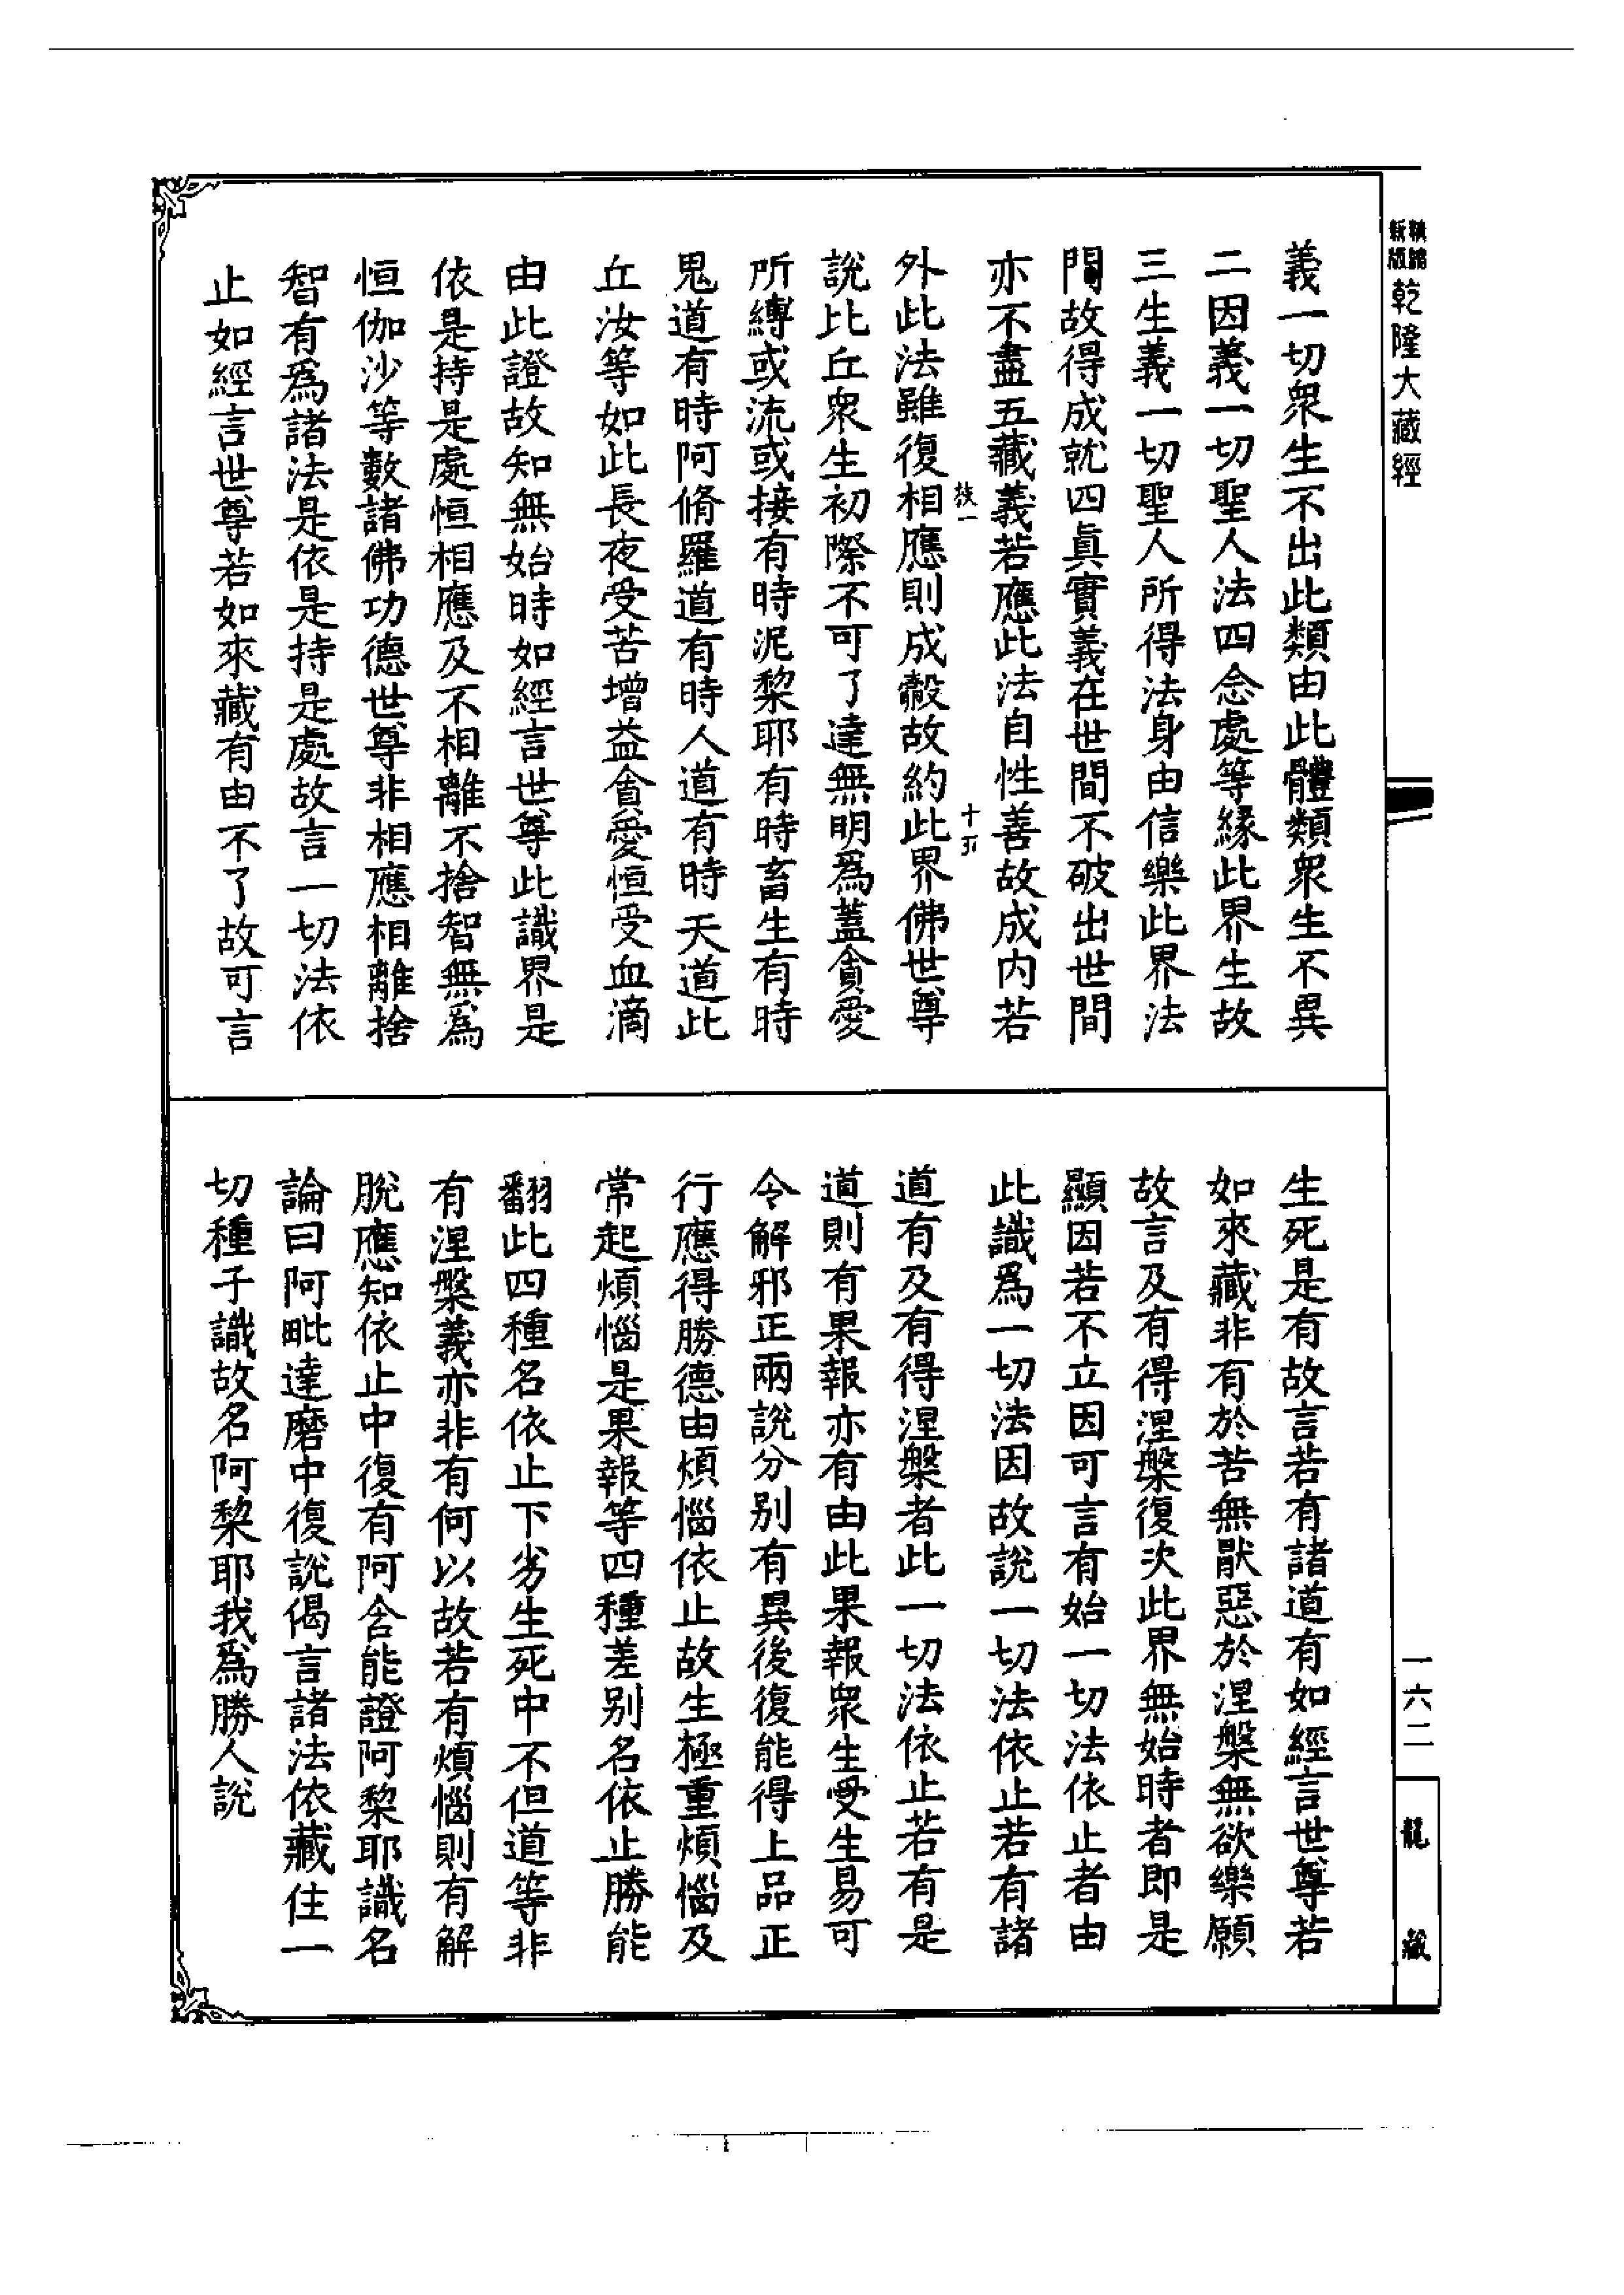 新版精縮乾隆大藏經
義一切衆生不出此類由此體類衆生不異
二因義一切聖人法四念處等緣此界生故
三生義一切聖人所得法身由信樂此界法
門故得成就四眞實義在世間不破出世間
亦不盡五藏義若應此法自性善故成內若
外此法雖復相應則成㲉故約此界佛世尊
說比丘衆生初際不可了達無明爲蓋貪愛
所縛或流或接有時泥黎耶有時畜生有時
鬼道有時阿脩羅道有時人道有時天道此
丘汝等如此長夜受苦增益貪愛恒受血滴
由此證故知無始時如經言世尊此識界是
依是持是處恒相應及不相離不捨智無爲
恒伽沙等數諸佛功德世尊非相應相離捨
智有爲諸法是依是持是處故言一切法依
止如經言世尊若如來藏有由不了故可言
生死是有故言若有諸道有如經言世尊若
如來藏非有於苦無厭惡於涅槃無欲樂願
故言及有得涅槃復次此界無始時者即是
顯因若不立因可言有始一切法依止者由
此識爲一切法因故說一切法依止若有諸
道有及有得涅槃者此一切法依止若有是
道則有果報亦有由此果報衆生受生易可
令解邪正兩說分別有異後復能得上品正
行應得勝德由煩惱依止故生極重煩惱及
常起煩惱是果報等四種差別名依止勝能
翻此四種名依止下劣生死中不但道等非
有涅槃義亦非有何以故若有煩惱則有解
脫應知依止中復有阿含能證阿黎耶識名
論曰阿毗達磨中復說偈言諸法依藏住一
切種子識故名阿黎耶我爲勝人說
一六二
龍藏